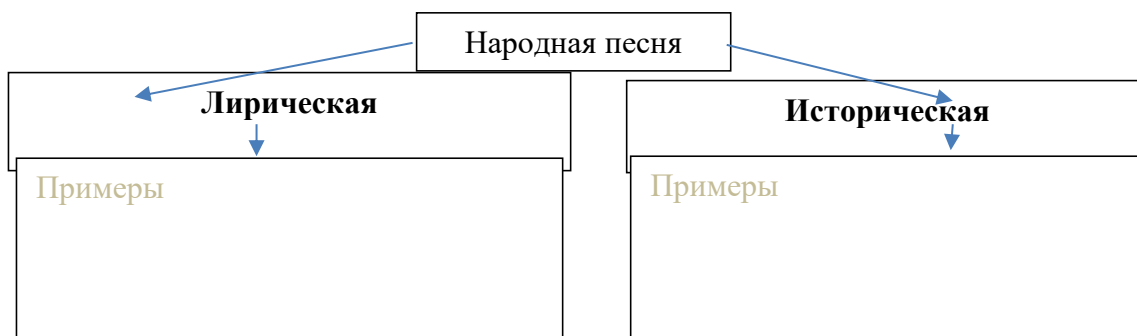 Народная песня
Лирическая
Историческая
Примеры
Примеры